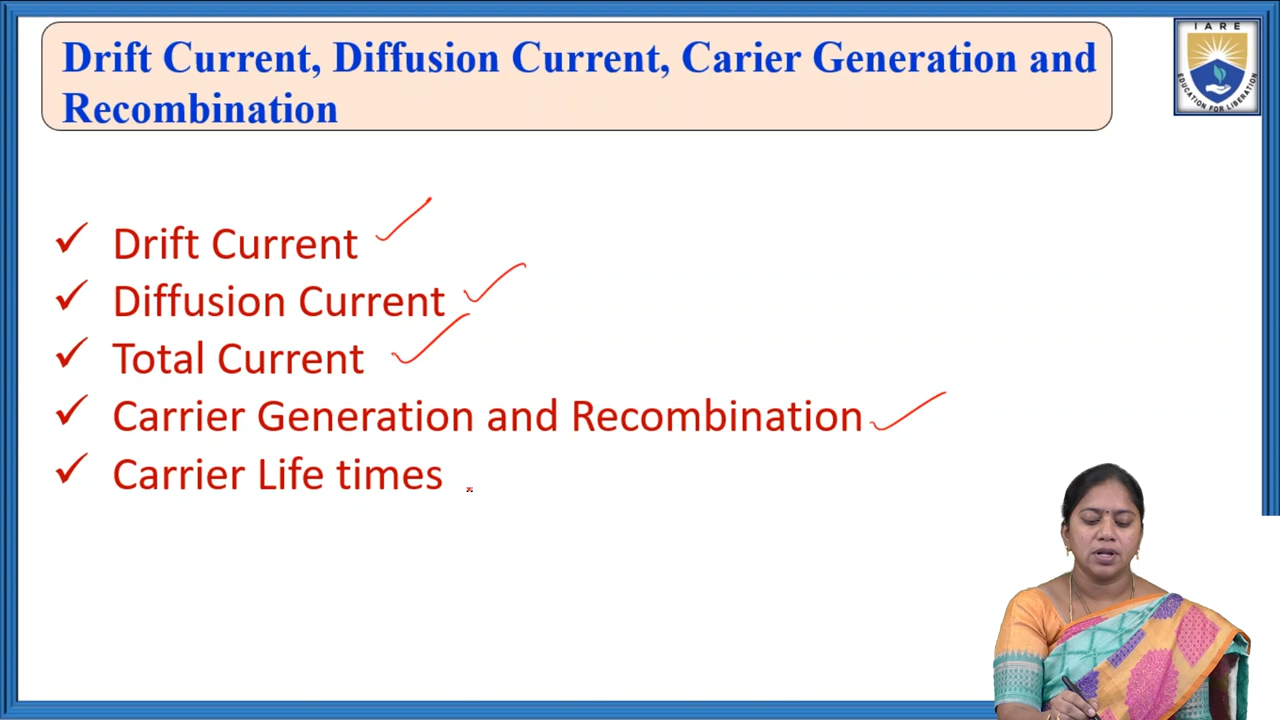 Drift Current, Diffusion Current, Carier Generation and
Recombination
IARE
EDUCATION FOR LIBERATION
✓ Drift Current
✓ Diffusion Current
✓ Total Current
✓ Carrier Generation and Recombination
✓ Carrier Life times